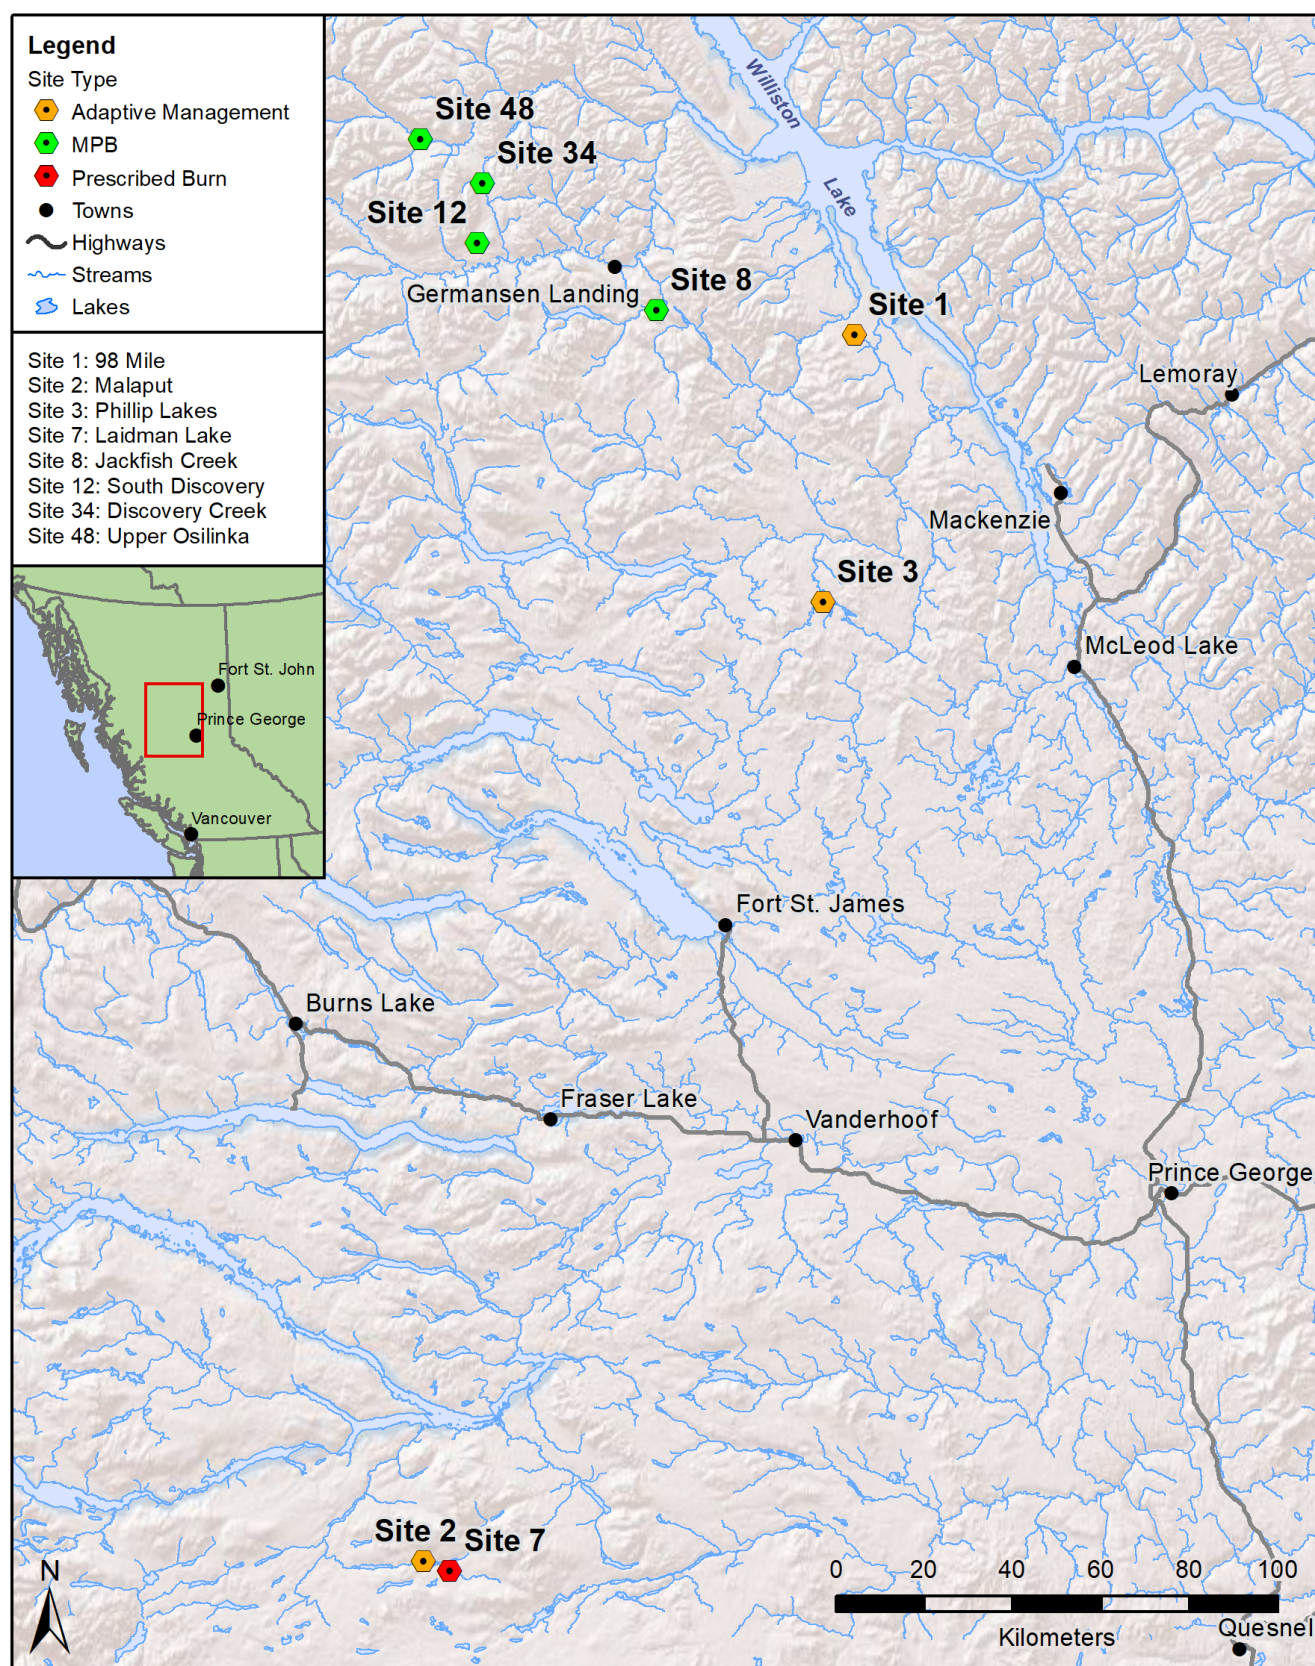 Legend
Site Type
Adaptive Management
MPB
Prescribed Burn
Towns
Highways
Streams
Lakes
Site 1: 98 Mile
Site 2: Malaput
Site 3: Phillip Lakes
Site 7: Laidman Lake
Site 8: Jackfish Creek
Site 12: South Discovery
Site 34: Discovery Creek
Site 48: Upper Osilinka
Fort St. John
Prince George
Vancouver
Williston
Lake
Site 48
Site 34
Site 12
Germansen Landing
Site 8
Site 1
Lemoray
Mackenzie
Site 3
McLeod Lake
Fort St. James
Burns Lake
Fraser Lake
Vanderhoof
Prince George
Site 2
Site 7
N
0 20 40 60 80 100
Kilometers
Quesnel